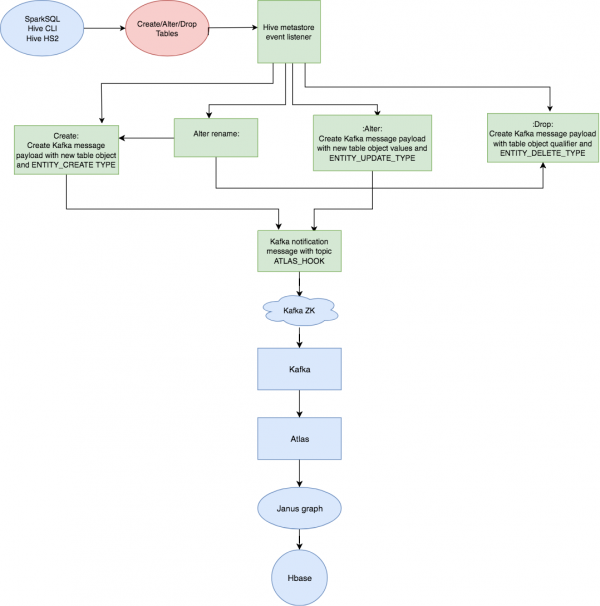 SparkSQL
Hive CLI
Hive HS2
Create/Alter/Drop
Tables
Hive metastore
event listener
Create:
Create Kafka message
payload with new table object
and ENTITY_CREATE TYPE
Alter rename:
:Alter:
Create Kafka message payload
with new table object values and
ENTITY_UPDATE_TYPE
:Drop:
Create Kafka message payload
with table object qualifier and
ENTITY_DELETE_TYPE
Kafka notification
message with topic
ATLAS_HOOK
Kafka ZK
Kafka
Atlas
Janus graph
Hbase